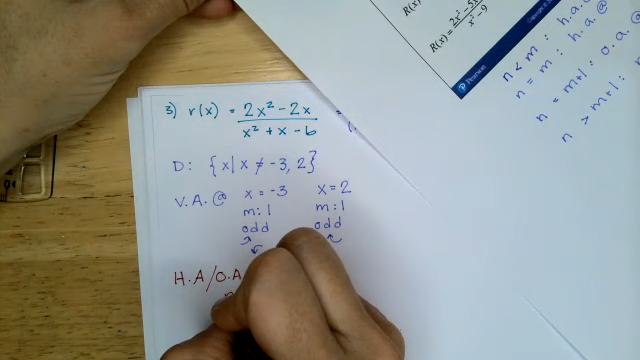 3) r(x) = 2x² - 2x / x² + x - 6 =
D: { x | x ≠ -3, 2 }
V.A. @ x = -3 x = 2
m: 1 m: 1
odd odd
H.A/O.A
R(x)
R(x) = 2x² - 5 / x² - 9
Pearson
n < m : h.a.
n = m : h.a. @
n = m+1 : o.a. @
n > m+1 :